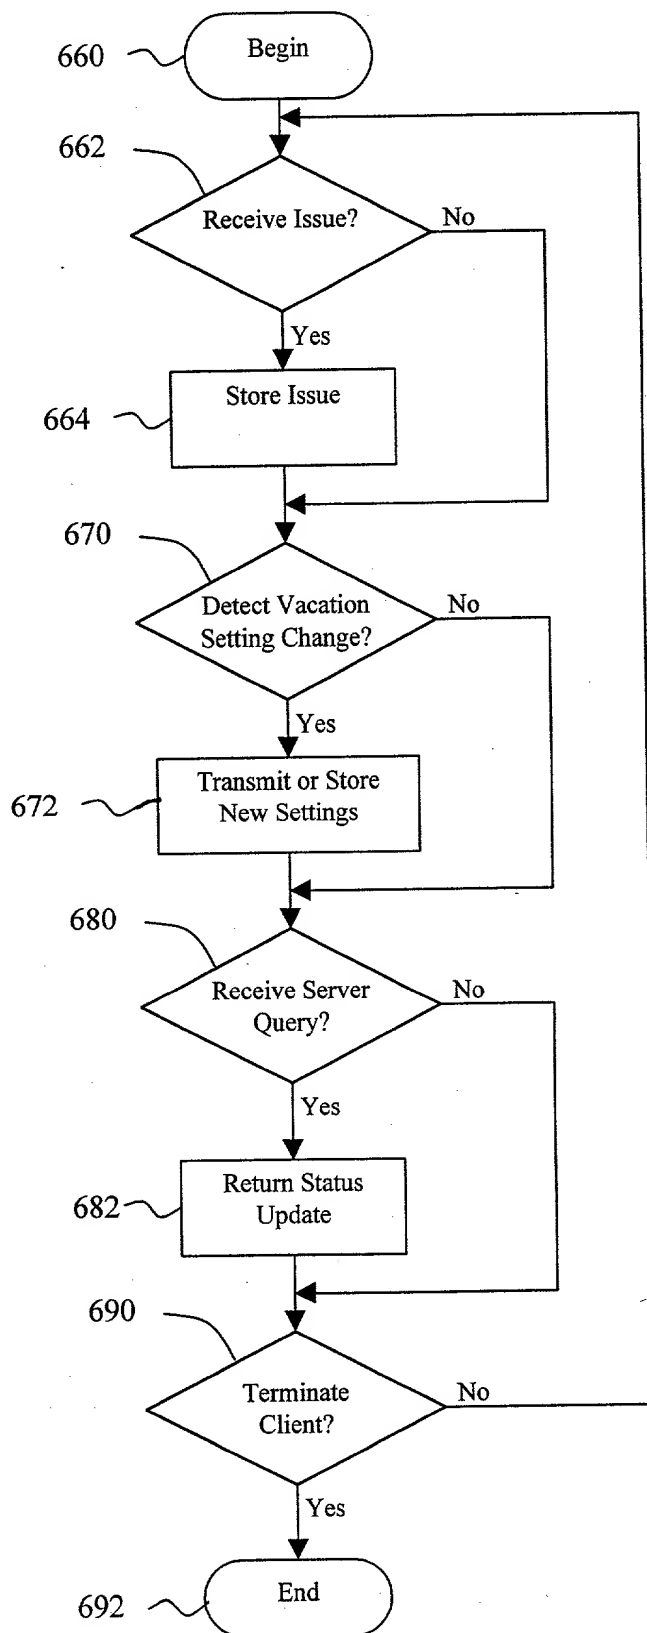 660
Begin
662
Receive Issue?
No
Yes
Store Issue
664
670
Detect Vacation
Setting Change?
No
Yes
Transmit or Store
New Settings
672
680
Receive Server
Query?
No
Yes
Return Status
Update
682
690
Terminate
Client?
No
Yes
End
692